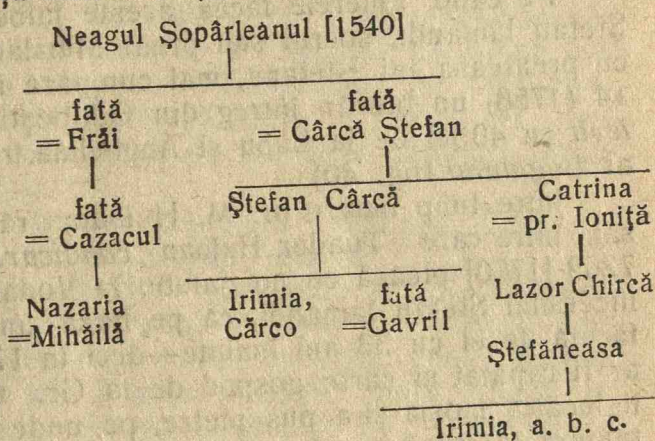 Neagul Şopârleanul [1540]
fată fată
= Frăi = Cârcă Ştefan
fată Ştefan Cârcă Catrina
= Cazacul = pr. Ioniţă
Nazaria Irimia, fată Lazor Chircă
=Mihăilă Cărco =Gavril
Ştefăneasa
Irimia, a. b. c.